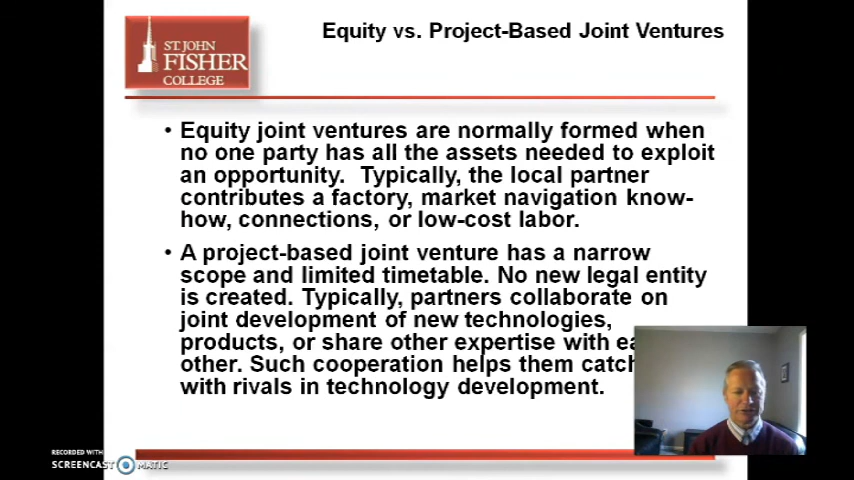 Equity vs. Project-Based Joint Ventures
ST JOHN
FISHER
COLLEGE
• Equity joint ventures are normally formed when
no one party has all the assets needed to exploit
an opportunity. Typically, the local partner
contributes a factory, market navigation know-
how, connections, or low-cost labor.
• A project-based joint venture has a narrow
scope and limited timetable. No new legal entity
is created. Typically, partners collaborate on
joint development of new technologies,
products, or share other expertise with
other. Such cooperation helps them catch
with rivals in technology development.
RECORDED WITH
SCREENCAST MATIC